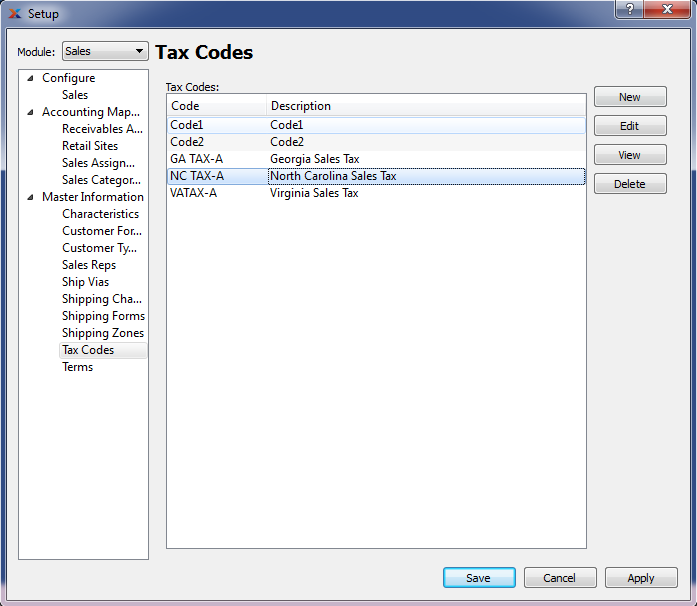 Setup
?
Module: Sales
Tax Codes
Configure
Sales
Accounting Map...
Receivables A...
Retail Sites
Sales Assign...
Sales Categor...
Master Information
Characteristics
Customer For...
Customer Ty...
Sales Reps
Ship Vias
Shipping Cha...
Shipping Forms
Shipping Zones
Tax Codes
Terms
Tax Codes:
Code Description
Code1 Code1
Code2 Code2
GA TAX-A Georgia Sales Tax
NC TAX-A North Carolina Sales Tax
VATAX-A Virginia Sales Tax
New
Edit
View
Delete
Save Cancel Apply